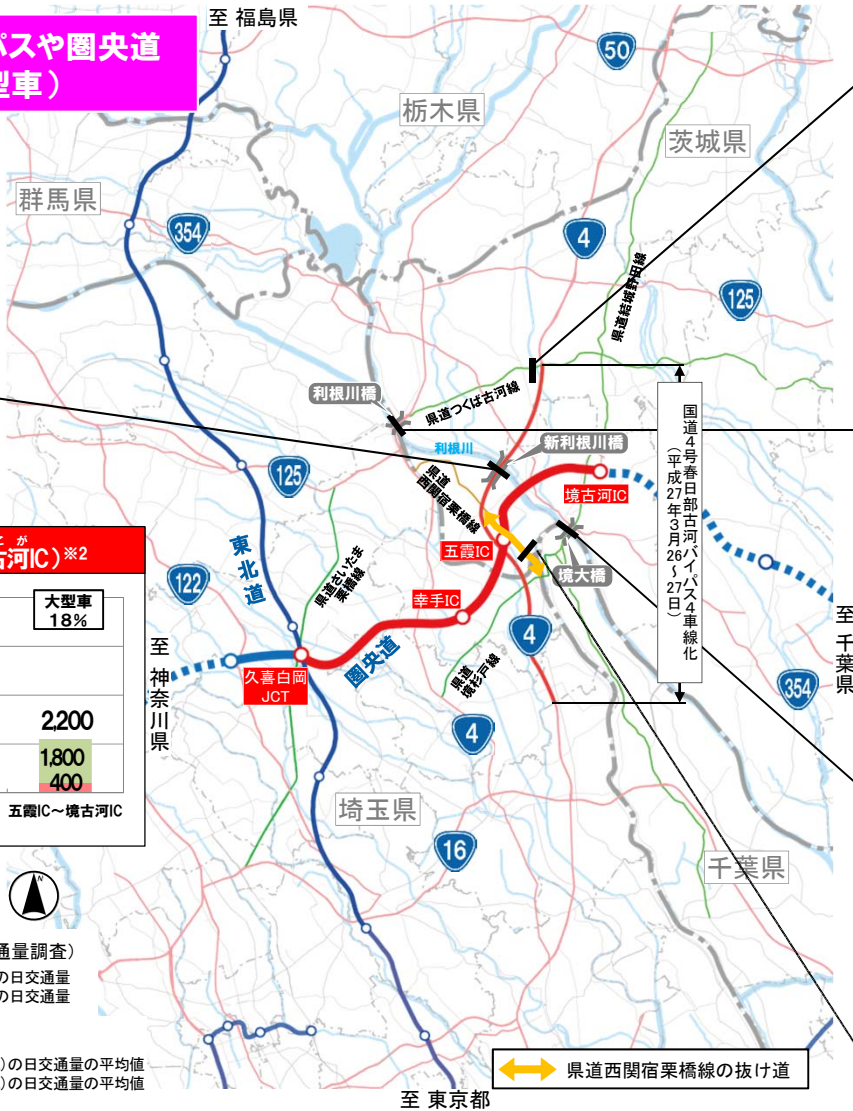 至 福島県
パスや圏央道
型車）
50
栃木県
茨城県
群馬県
354
4
125
県道結城野田線
利根川橋
県道つくば古河線
利根川
新利根川橋
県道
西関宿栗橋線
境古河IC
125
国道４号春日部古河バイパス４車線化
（平成27年３月26～27日）
五霞IC
境大橋
東北道
県道さいたま
栗橋線
122
幸手IC
圏央道
4
久喜白岡
JCT
県道
境杉戸線
至 神奈川県
至 千葉県
354
4
が
古河IC）※2
大型車
18%
2,200
1,800
400
五霞IC～境古河IC
埼玉県
16
千葉県
N
通量調査）
の日交通量
の日交通量
）の日交通量の平均値
）の日交通量の平均値
県道西関宿栗橋線の抜け道
至 東京都